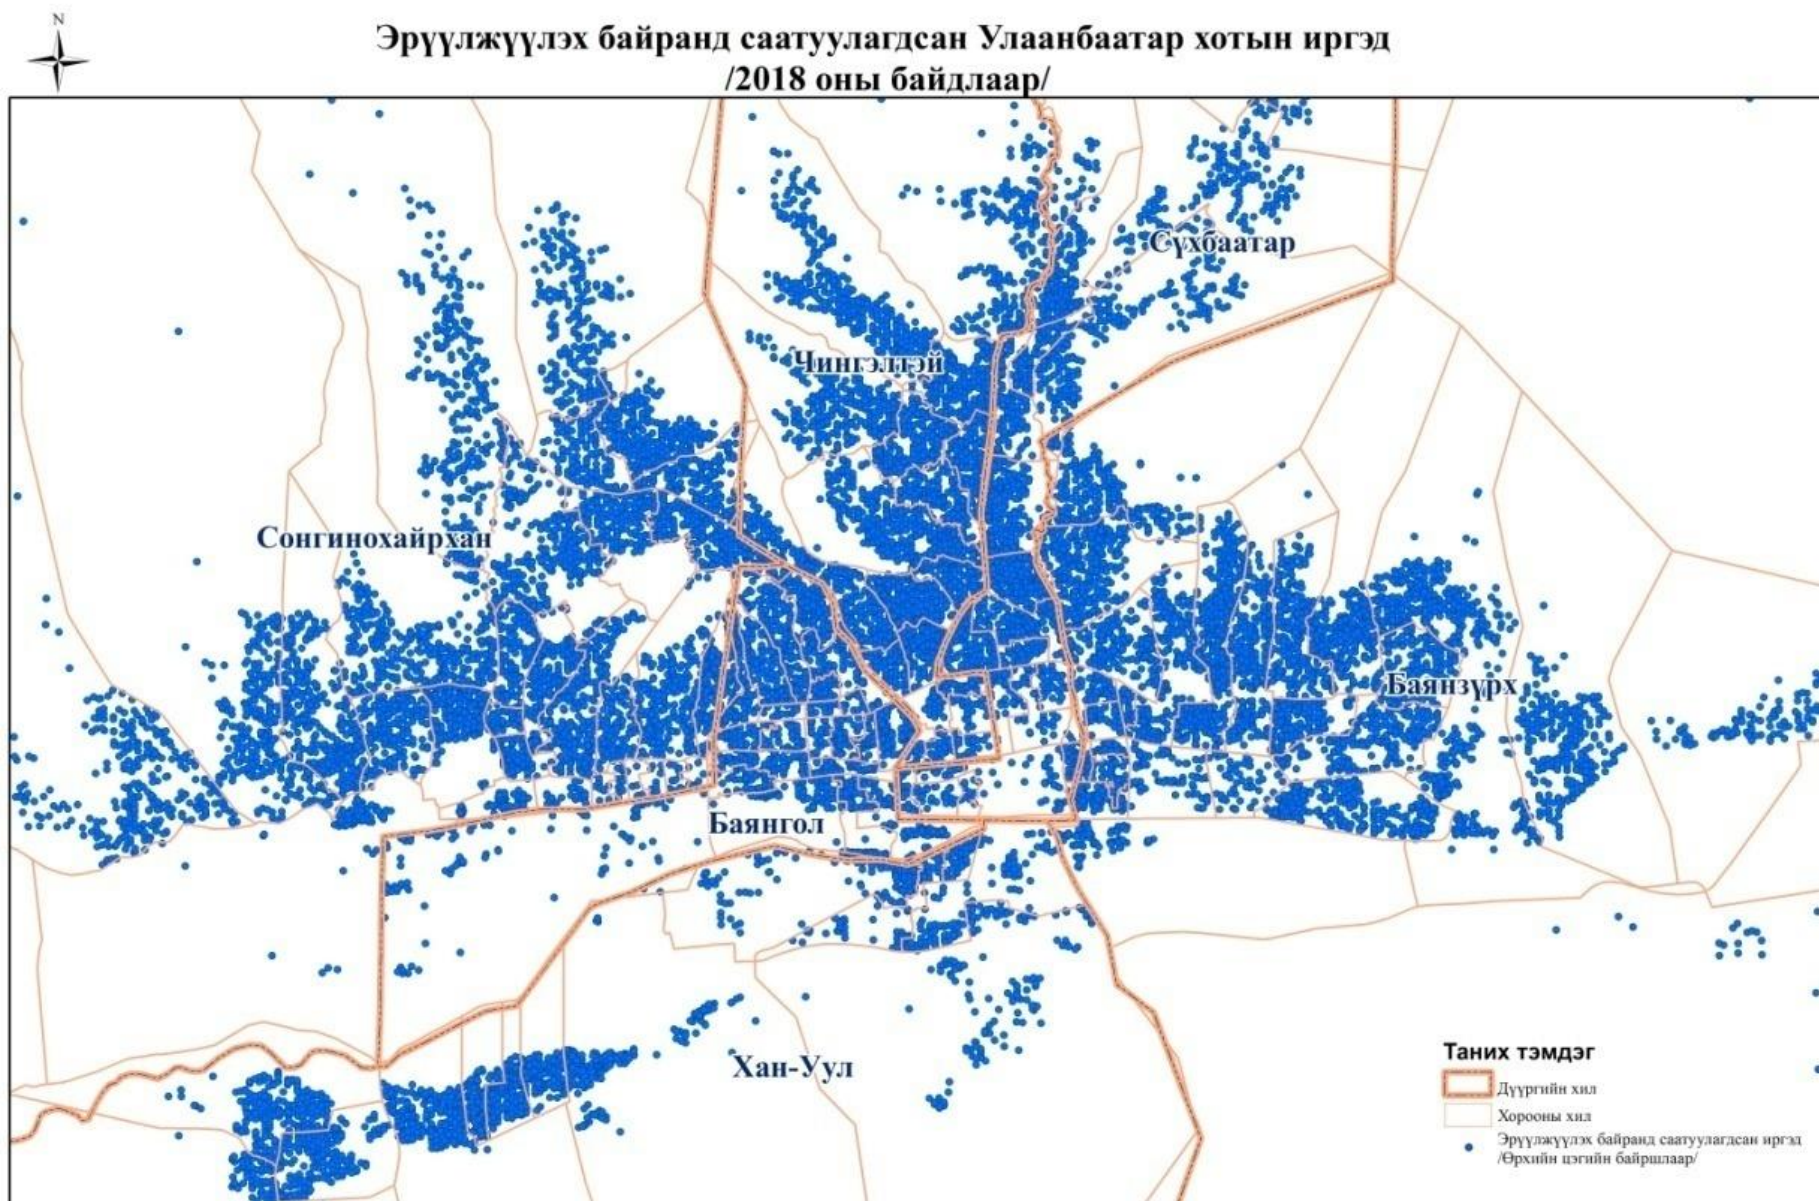 N
Эрүүлжүүлэх байранд саатуулагдсан Улаанбаатар хотын иргэд
/2018 оны байдлаар/
Сүхбаатар
Чингэлтэй
Сонгинохайрхан
Баянзүрх
Баянгол
Хан-Уул
Таних тэмдэг
Дүүргийн хил
Хорооны хил
Эрүүлжүүлэх байранд саатуулагдсан иргэд
/Өрхийн цэгийн байршлаар/